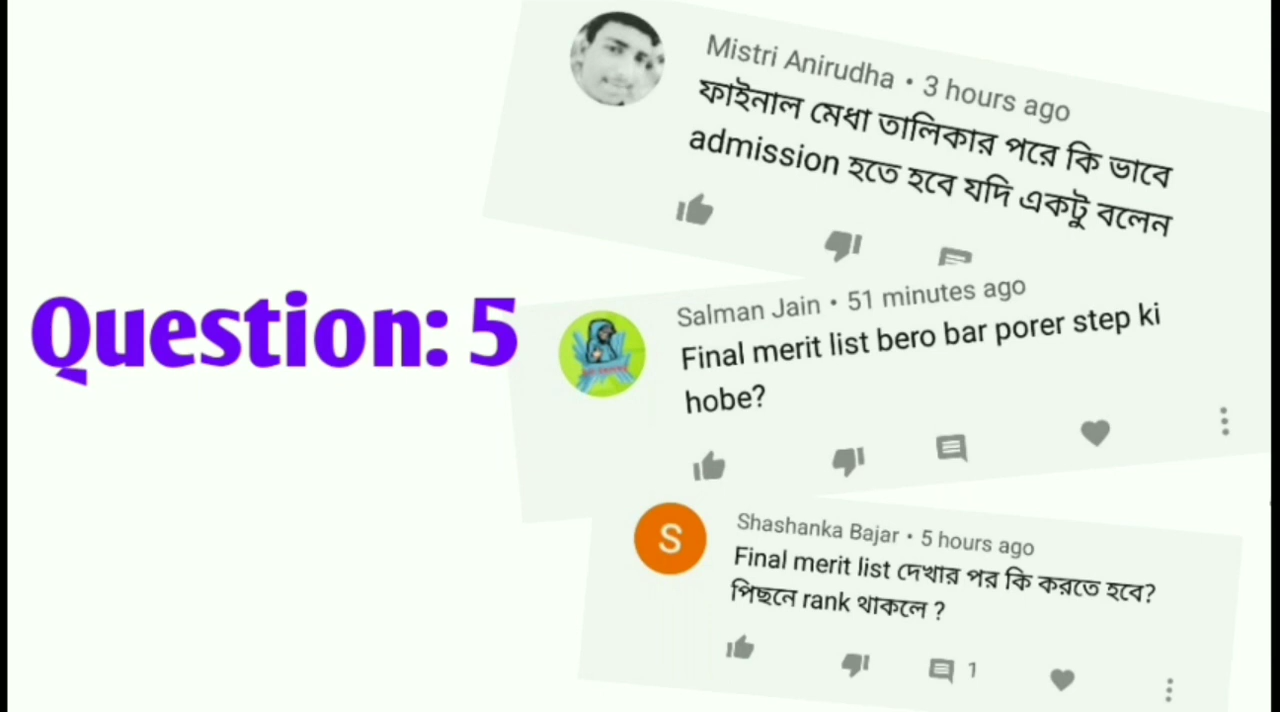 Question: 5
Mistri Anirudha • 3 hours ago
ফাইনাল মেধা তালিকার পরে কি ভাবে
admission হতে হবে যদি একটু বলেন
Salman Jain • 51 minutes ago
Final merit list bero bar porer step ki
hobe?
S
Shashanka Bajar • 5 hours ago
Final merit list দেখার পর কি করতে হবে?
পিছনে rank থাকলে ?
1